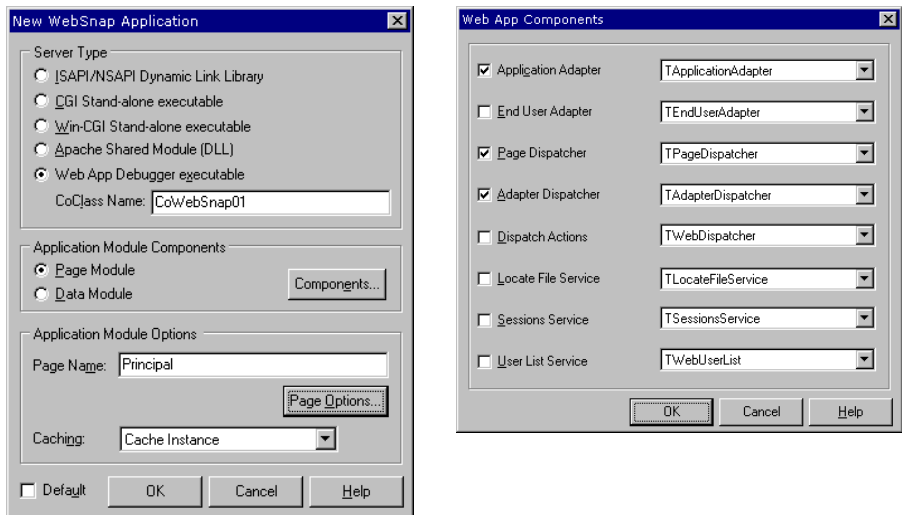 New WebSnap Application
Server Type
ISAPI/NSAPI Dynamic Link Library
CGI Stand-alone executable
Win-CGI Stand-alone executable
Apache Shared Module (DLL)
Web App Debugger executable
CoClass Name: CoWebSnap01
Application Module Components
Page Module
Data Module
Components...
Application Module Options
Page Name: Principal
Page Options...
Caching: Cache Instance
Default OK Cancel Help
Web App Components
Application Adapter TApplicationAdapter
End User Adapter TEndUserAdapter
Page Dispatcher TPageDispatcher
Adapter Dispatcher TAdapterDispatcher
Dispatch Actions TWebDispatcher
Locate File Service TLocateFileService
Sessions Service TSessionsService
User List Service TWebUserList
OK Cancel Help